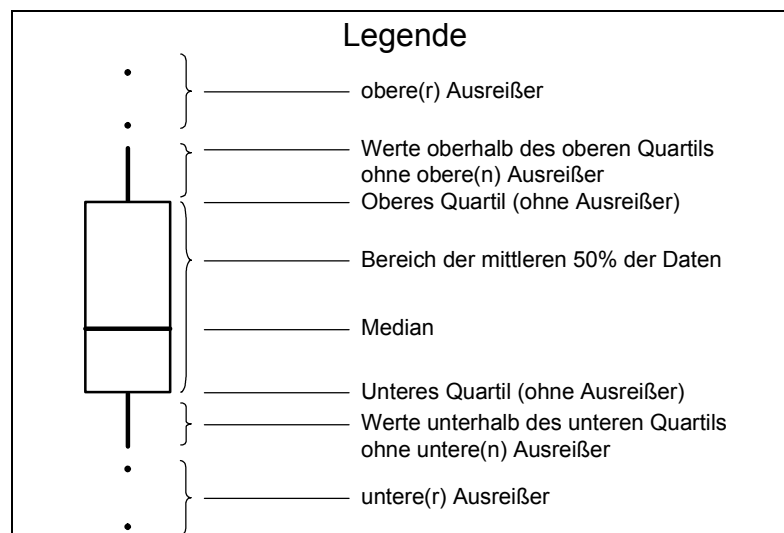 Legende
obere(r) Ausreißer
Werte oberhalb des oberen Quartils
ohne obere(n) Ausreißer
Oberes Quartil (ohne Ausreißer)
Bereich der mittleren 50% der Daten
Median
Unteres Quartil (ohne Ausreißer)
Werte unterhalb des unteren Quartils
ohne untere(n) Ausreißer
untere(r) Ausreißer